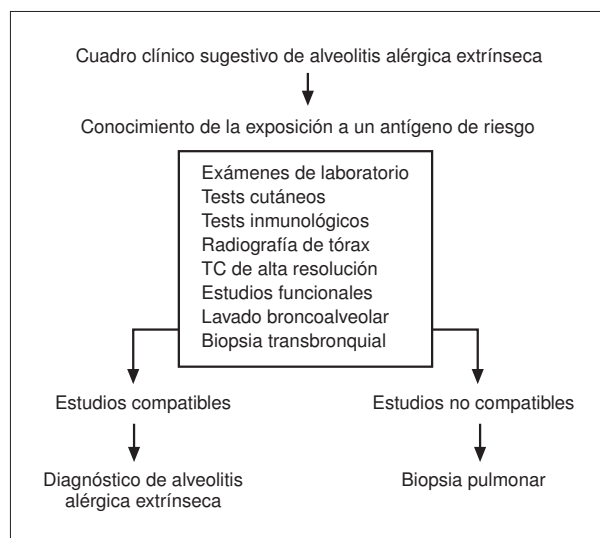 Cuadro clínico sugestivo de alveolitis alérgica extrínseca
Conocimiento de la exposición a un antígeno de riesgo
Exámenes de laboratorio
Tests cutáneos
Tests inmunológicos
Radiografía de tórax
TC de alta resolución
Estudios funcionales
Lavado broncoalveolar
Biopsia transbronquial
Estudios compatibles
Estudios no compatibles
Diagnóstico de alveolitis
alérgica extrínseca
Biopsia pulmonar